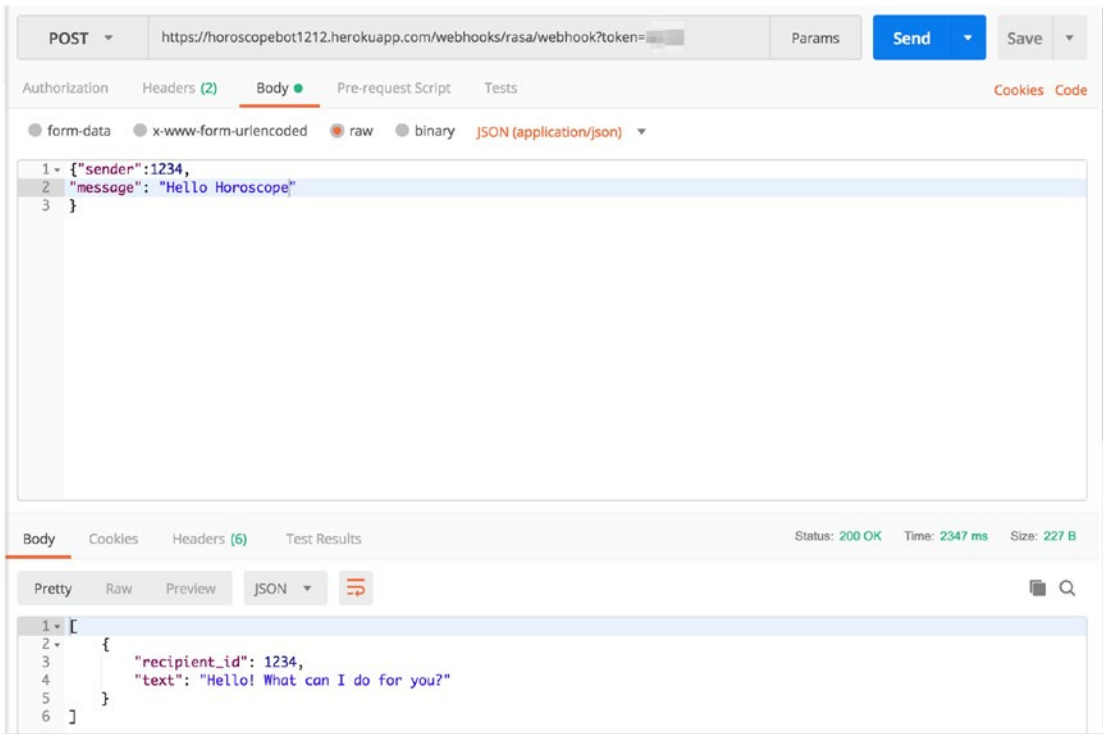 POST https://horoscopebot1212.herokuapp.com/webhooks/rasa/webhook?token= Params Send Save
Authorization Headers (2) Body Pre-request Script Tests Cookies Code
form-data x-www-form-urlencoded raw binary JSON (application/json)
1 {"sender":1234,
2 "message": "Hello Horoscope"
3 }
Body Cookies Headers (6) Test Results Status: 200 OK Time: 2347 ms Size: 227 B
Pretty Raw Preview JSON
1 [
2 {
3 "recipient_id": 1234,
4 "text": "Hello! What can I do for you?"
5 }
6 ]